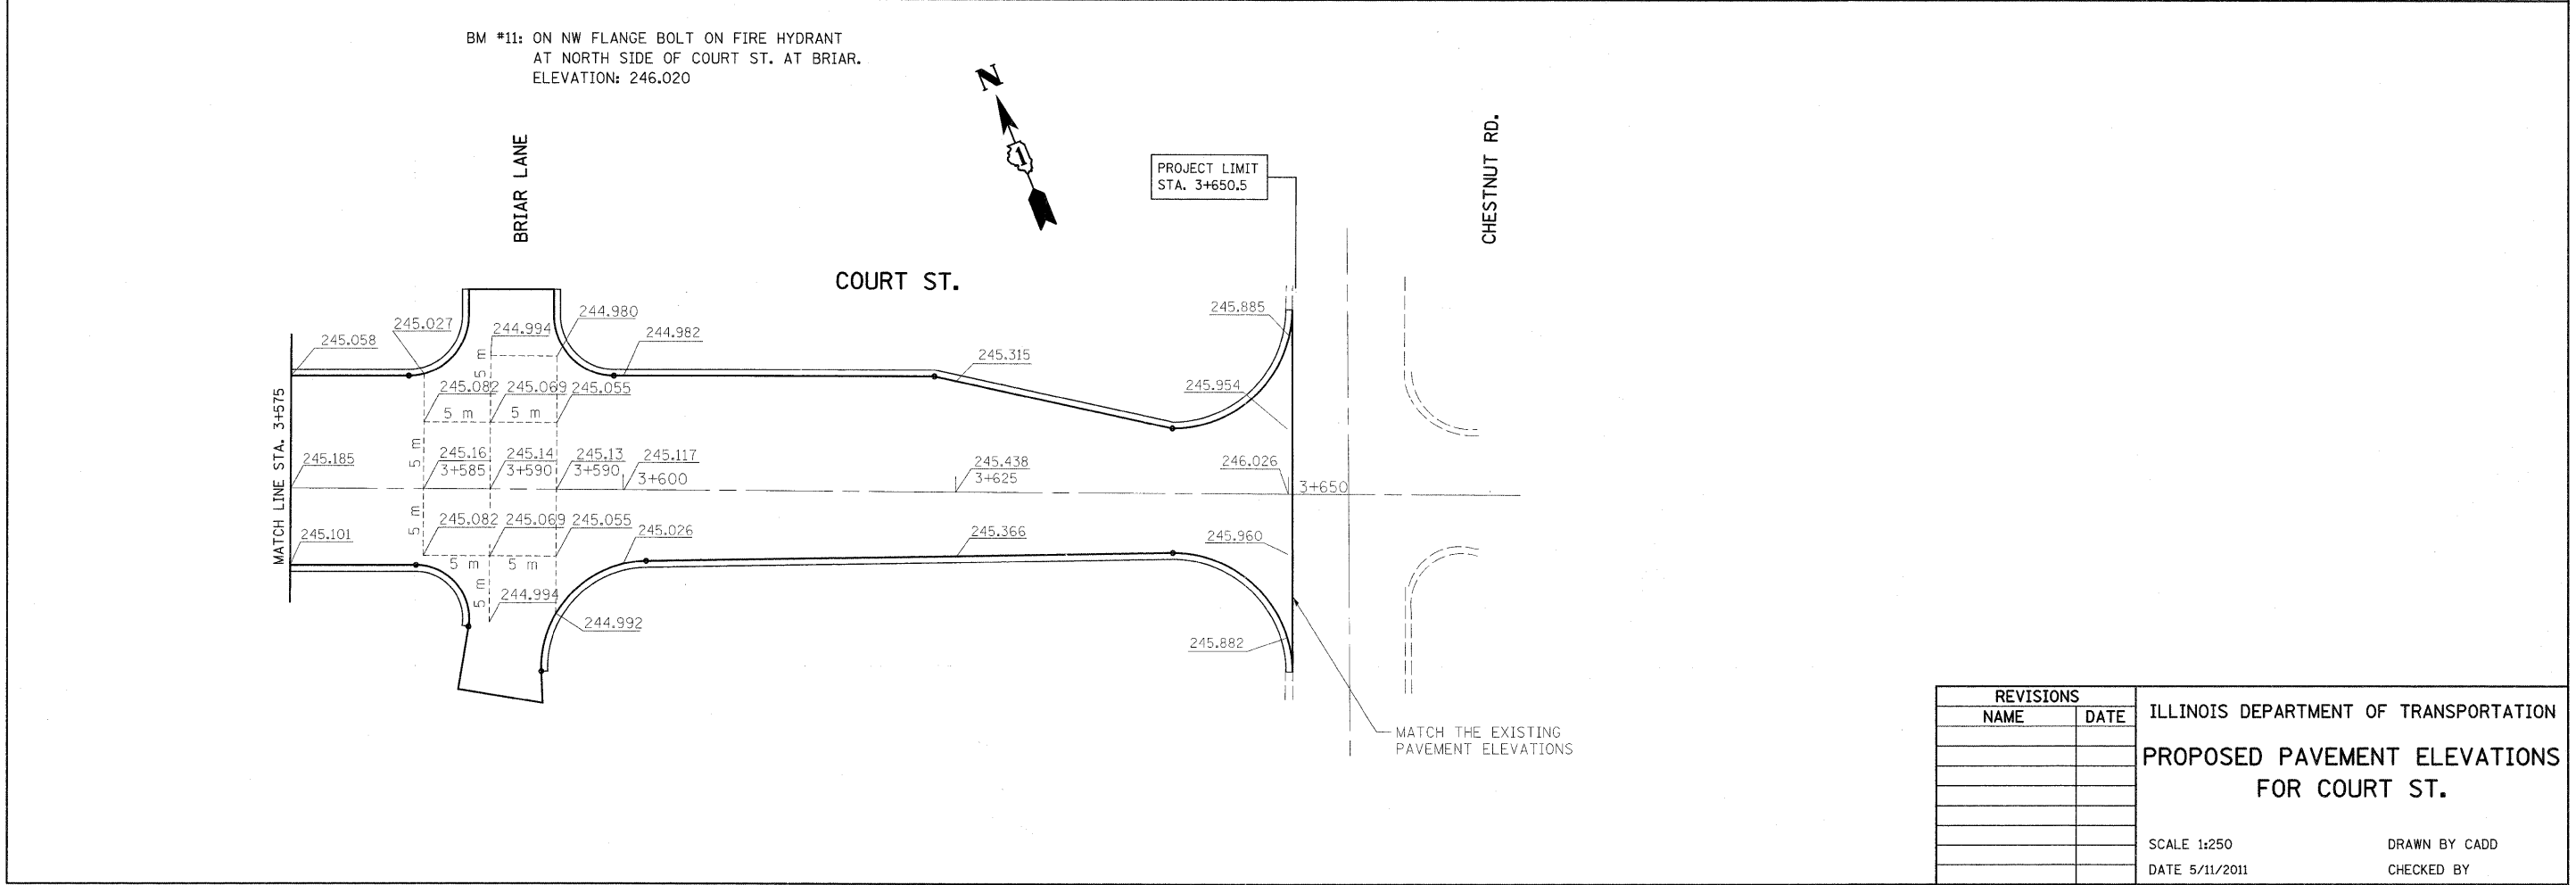 BM #11: ON NW FLANGE BOLT ON FIRE HYDRANT
AT NORTH SIDE OF COURT ST. AT BRIAR.
ELEVATION: 246.020
N
1
BRIAR LANE
PROJECT LIMIT
STA. 3+650.5
CHESTNUT RD.
COURT ST.
MATCH LINE STA. 3+575
245.058
245.027
244.994
244.980
244.982
245.315
245.885
245.954
5 m
245.082
245.069
245.055
5 m
5 m
5 m
245.185
245.16
3+585
245.14
3+590
245.13
3+590
245.117
3+600
245.438
3+625
246.026
3+650
5 m
245.101
245.082
245.069
245.055
245.026
245.366
245.960
5 m
5 m
5 m
244.994
244.992
245.882
MATCH THE EXISTING
PAVEMENT ELEVATIONS
REVISIONS
NAME
DATE
ILLINOIS DEPARTMENT OF TRANSPORTATION
PROPOSED PAVEMENT ELEVATIONS
FOR COURT ST.
SCALE 1:250
DRAWN BY CADD
DATE 5/11/2011
CHECKED BY